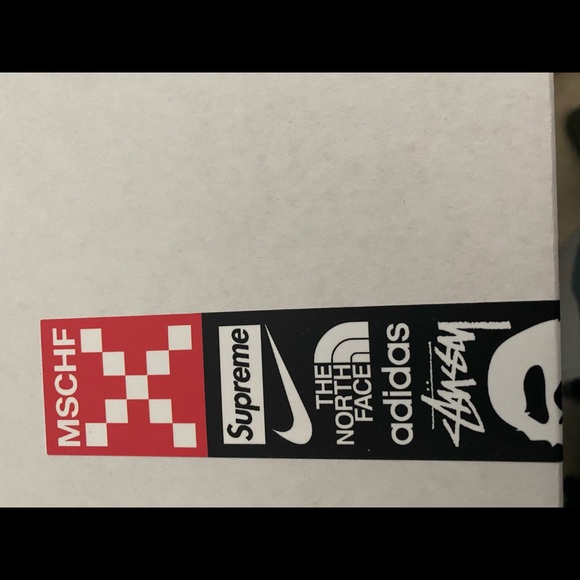 MSCHF
Supreme
THE
NORTH
FACE
adidas
Stüssy